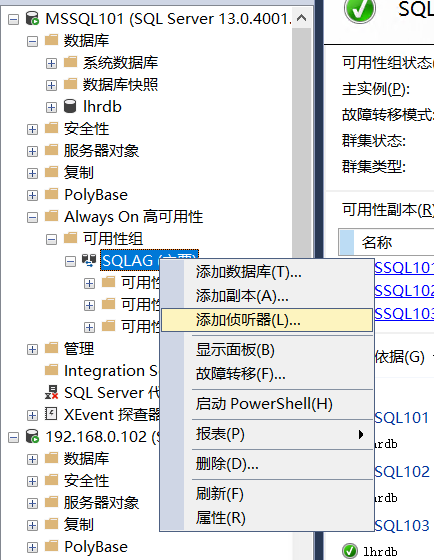 MSSQL101 (SQL Server 13.0.4001.
数据库
系统数据库
数据库快照
lhrdb
安全性
服务器对象
复制
PolyBase
Always On 高可用性
可用性组
SQLAG
可用性
可用性
可用性
管理
Integration S
SQL Server 代
XEvent 探查器
192.168.0.102 (S
数据库
安全性
服务器对象
复制
PolyBase
添加数据库(T)...
添加副本(A)...
添加侦听器(L)...
显示面板(B)
故障转移(F)...
启动 PowerShell(H)
报表(P)
删除(D)...
刷新(F)
属性(R)
SQL
可用性组状态(
主实例(P):
故障转移模式:
群集状态:
群集类型:
可用性副本(R)
名称
SSQL101
SSQL102
SSQL103
依据(G)
SQL101
hrdb
SQL102
lhrdb
SQL103
lhrdb